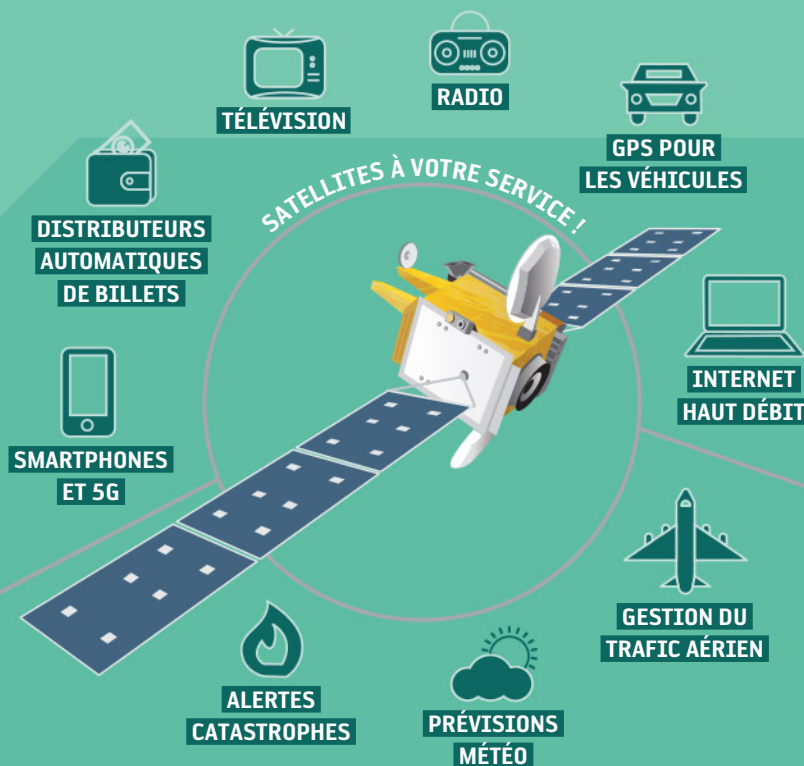 TÉLÉVISION
RADIO
GPS POUR
LES VÉHICULES
SATELLITES À VOTRE SERVICE !
DISTRIBUTEURS
AUTOMATIQUES
DE BILLETS
INTERNET
HAUT DÉBIT
SMARTPHONES
ET 5G
GESTION DU
TRAFIC AÉRIEN
ALERTES
CATASTROPHES
PRÉVISIONS
MÉTÉO